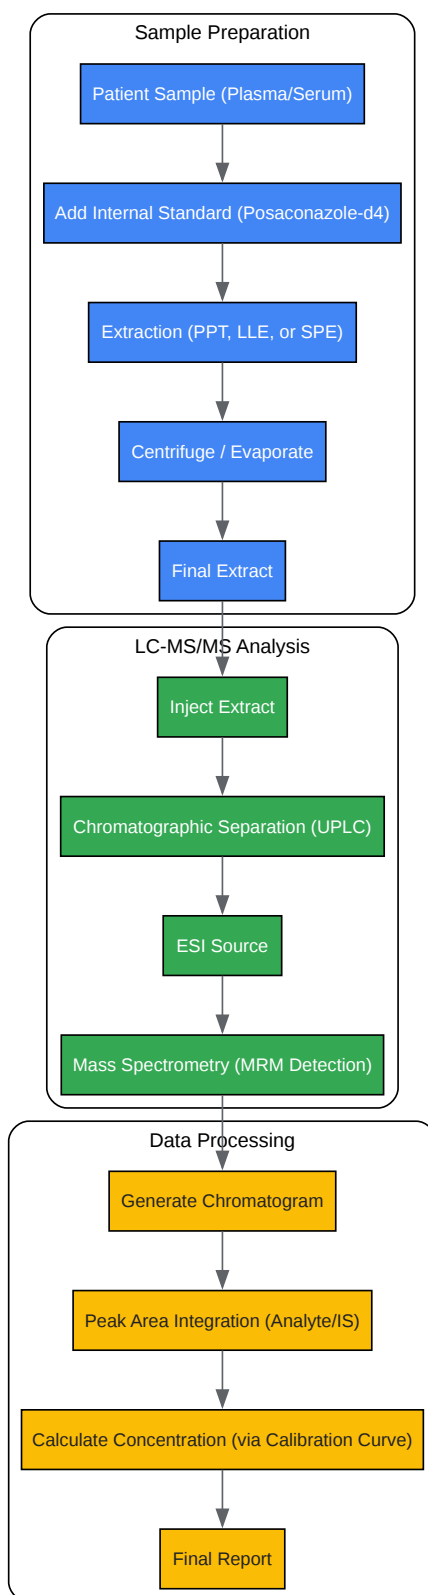 Sample Preparation
Patient Sample (Plasma/Serum)
Add Internal Standard (Posaconazole-d4)
Extraction (PPT, LLE, or SPE)
Centrifuge / Evaporate
Final Extract
LC-MS/MS Analysis
Inject Extract
Chromatographic Separation (UPLC)
ESI Source
Mass Spectrometry (MRM Detection)
Data Processing
Generate Chromatogram
Peak Area Integration (Analyte/IS)
Calculate Concentration (via Calibration Curve)
Final Report